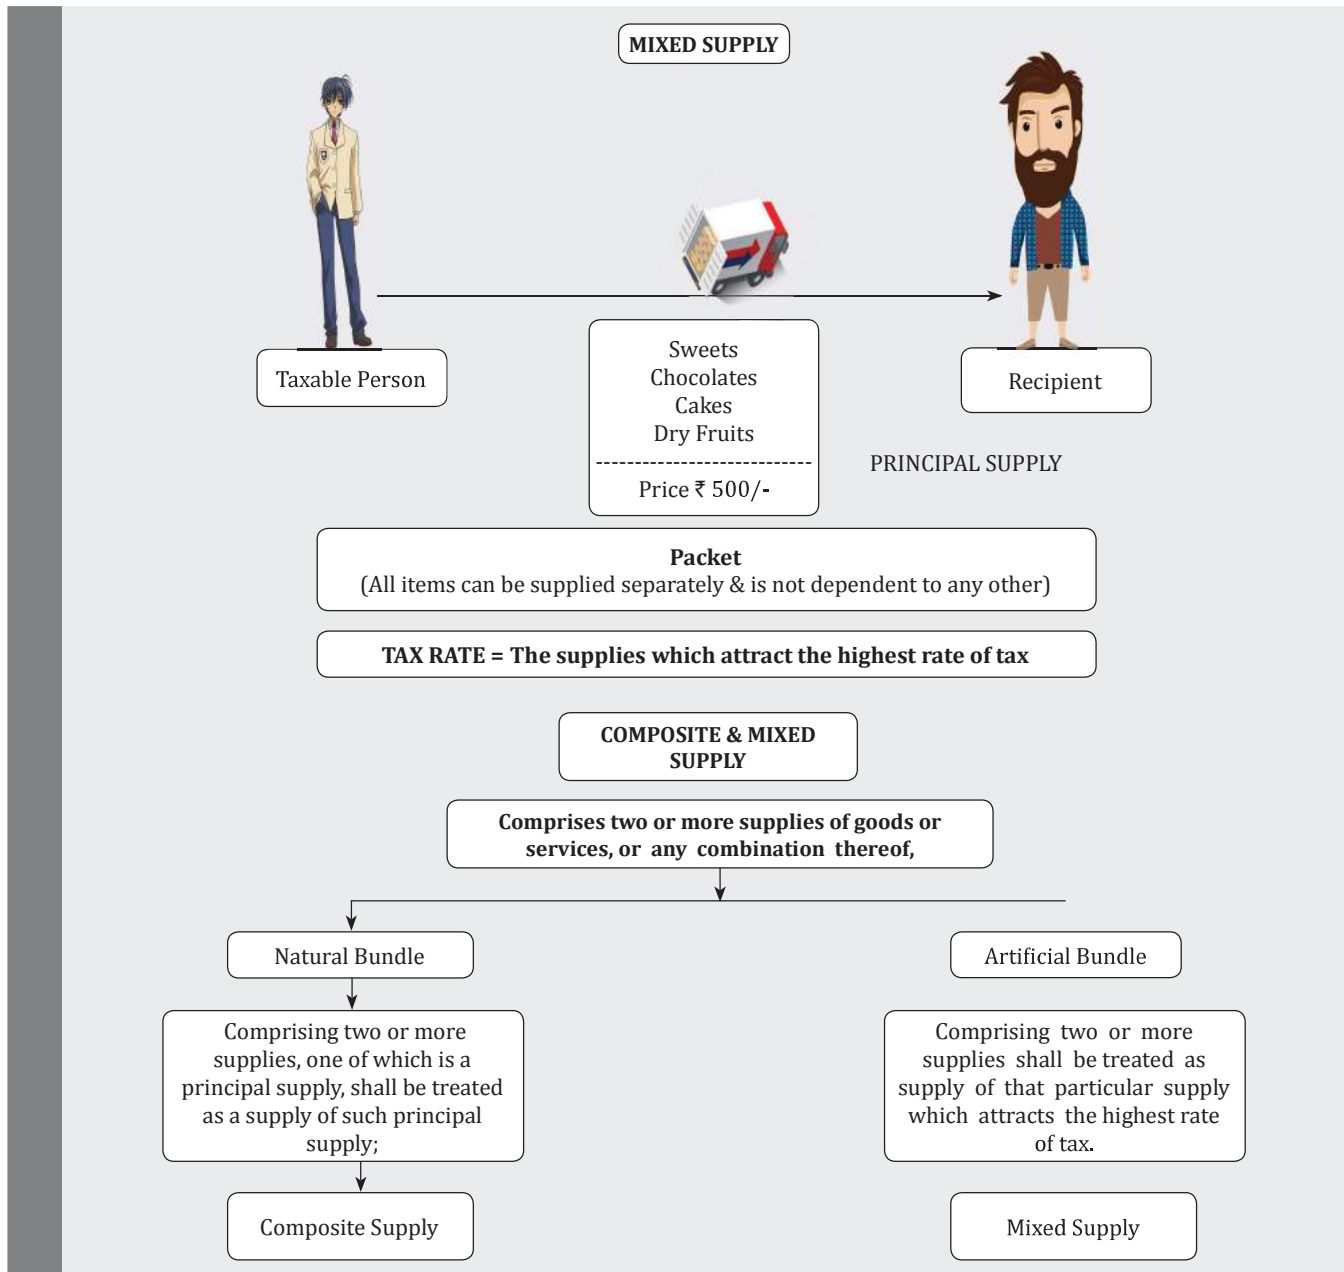 MIXED SUPPLY
Taxable Person
Sweets
Chocolates
Cakes
Dry Fruits
----------------------------
Price ₹ 500/-
Recipient
PRINCIPAL SUPPLY
Packet
(All items can be supplied separately & is not dependent to any other)
TAX RATE = The supplies which attract the highest rate of tax
COMPOSITE & MIXED
SUPPLY
Comprises two or more supplies of goods or
services, or any combination thereof,
Natural Bundle
Comprising two or more
supplies, one of which is a
principal supply, shall be treated
as a supply of such principal
supply;
Composite Supply
Artificial Bundle
Comprising two or more
supplies shall be treated as
supply of that particular supply
which attracts the highest rate
of tax.
Mixed Supply